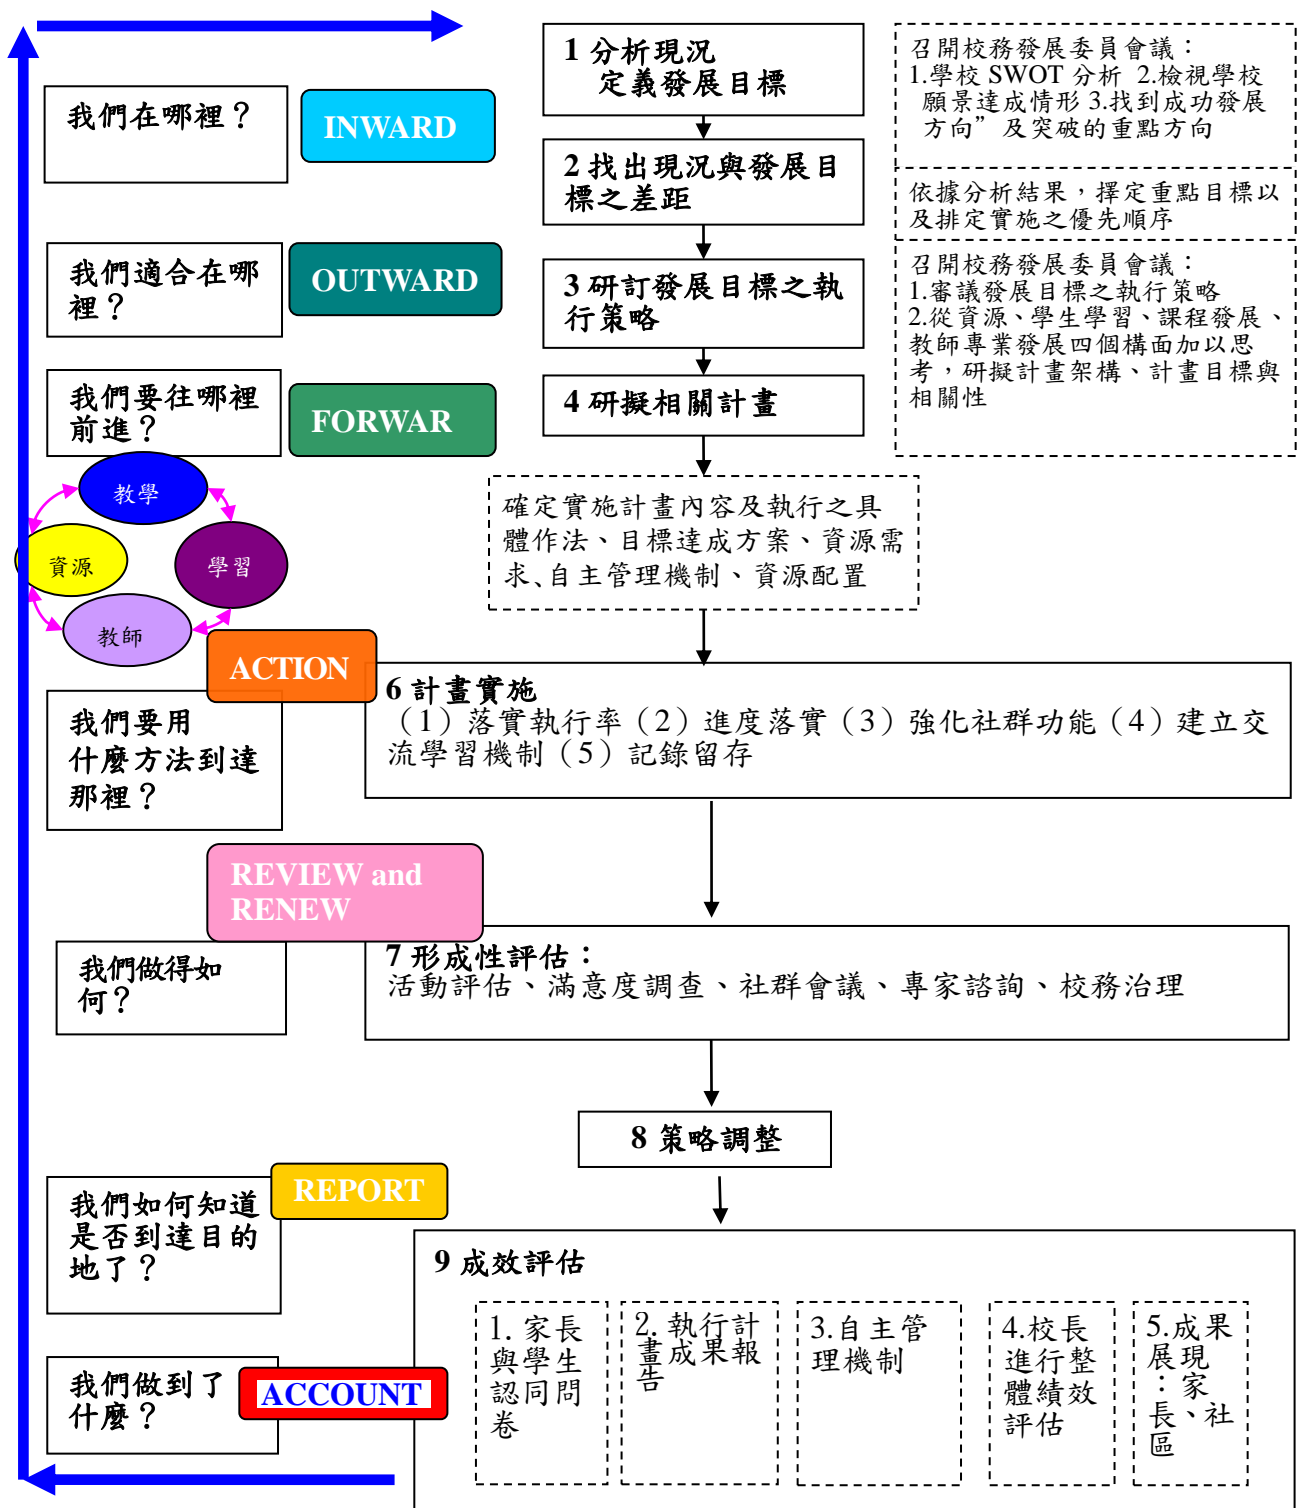 1 分析現況
定義發展目標
召開校務發展委員會議：
1.學校 SWOT 分析 2.檢視學校
願景達成情形 3.找到成功發展
方向”及突破的重點方向
我們在哪裡？
INWARD
2 找出現況與發展目
標之差距
依據分析結果，擇定重點目標以
及排定實施之優先順序
我們適合在哪
裡？
OUTWARD
3 研訂發展目標之執
行策略
召開校務發展委員會議：
1.審議發展目標之執行策略
2.從資源、學生學習、課程發展、
教師專業發展四個構面加以思
考，研擬計畫架構、計畫目標與
相關性
我們要往哪裡
前進？
FORWAR
4 研擬相關計畫
教學
資源
學習
教師
確定實施計畫內容及執行之具
體作法、目標達成方案、資源需
求、自主管理機制、資源配置
ACTION
我們要用
什麼方法到達
那裡？
6 計畫實施
（1）落實執行率（2）進度落實（3）強化社群功能（4）建立交
流學習機制（5）記錄留存
REVIEW and
RENEW
我們做得如
何？
7 形成性評估：
活動評估、滿意度調查、社群會議、專家諮詢、校務治理
8 策略調整
REPORT
我們如何知道
是否到達目的
地了？
9 成效評估
1. 家長
與學生
認同問
卷
2. 執行計
畫成果報
告
3.自主管
理機制
4.校長
進行整
體績效
評估
5.成果
展現
：家
長、社
區
我們做到了
什麼？
ACCOUNT